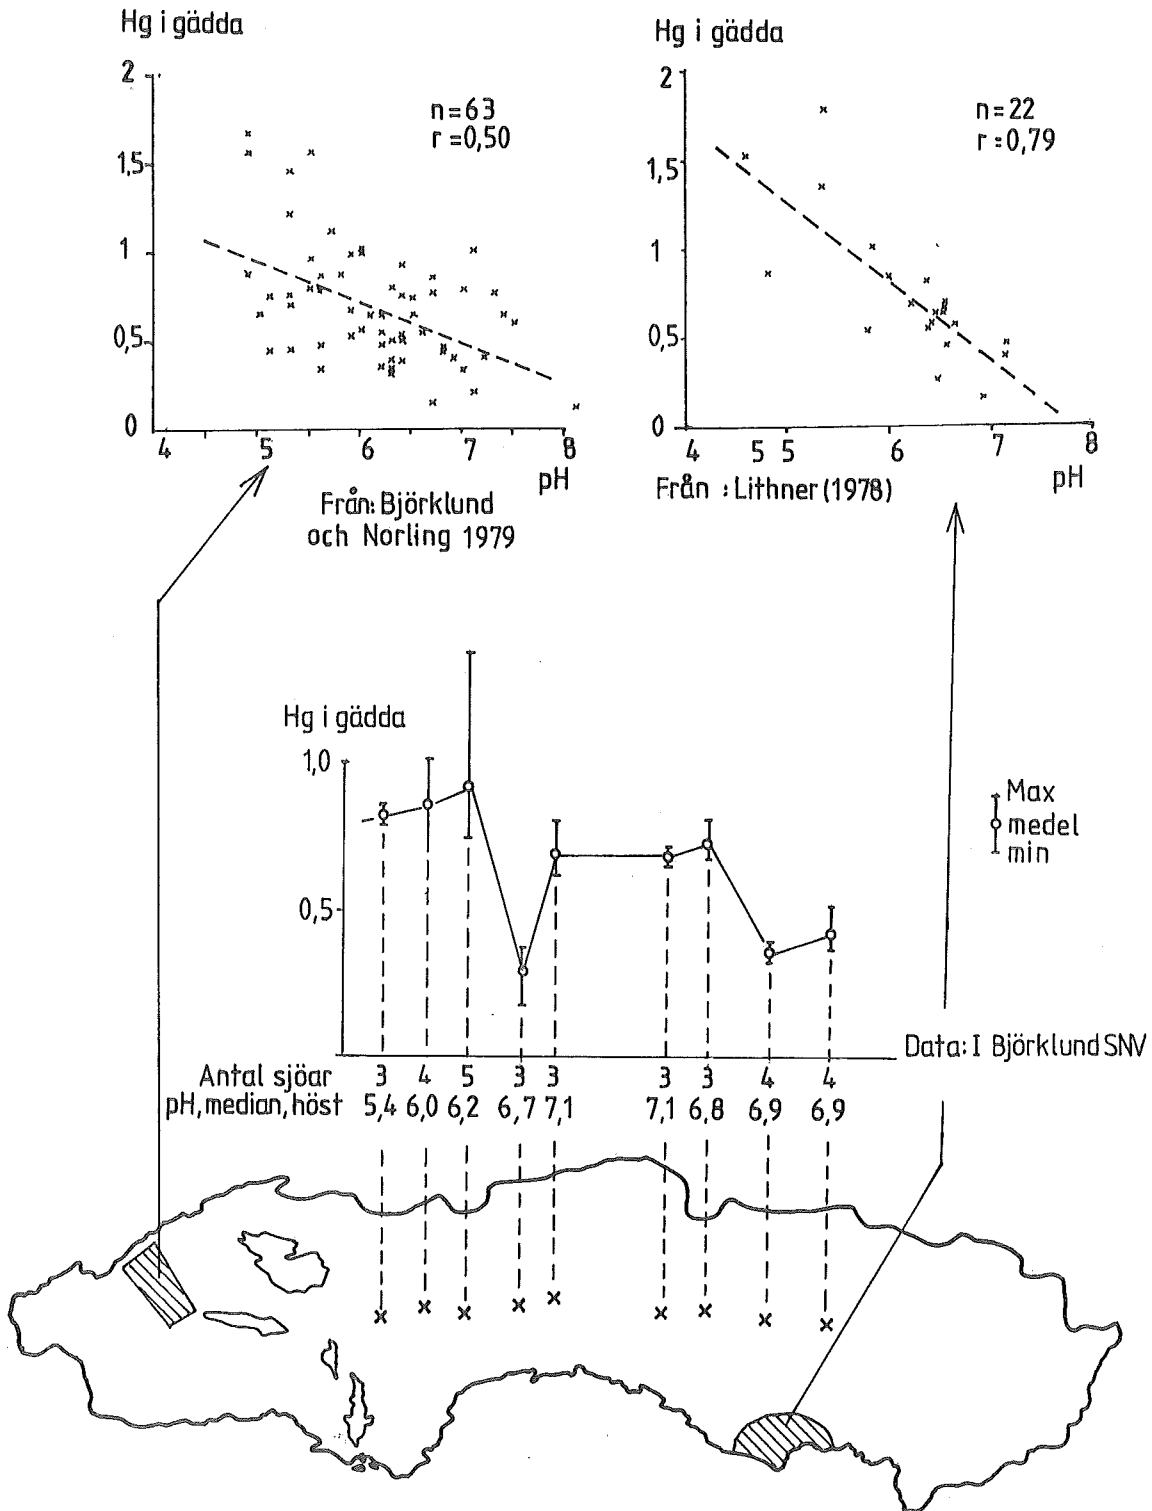 Hg i gädda
2
1,5
1
0,5
0
n=63
r=0,50
4 5 6 7 8
pH
Från: Björklund
och Norling 1979
Hg i gädda
2
1,5
1
0,5
0
n=22
r=0,79
4 5 5 6 7 8
pH
Från : Lithner (1978)
Hg i gädda
1,0
0,5
Max
medel
min
Data: I Björklund SNV
Antal sjöar 3 4 5 3 3 3 3 4 4
pH, median, höst 5,4 6,0 6,2 6,7 7,1 7,1 6,8 6,9 6,9